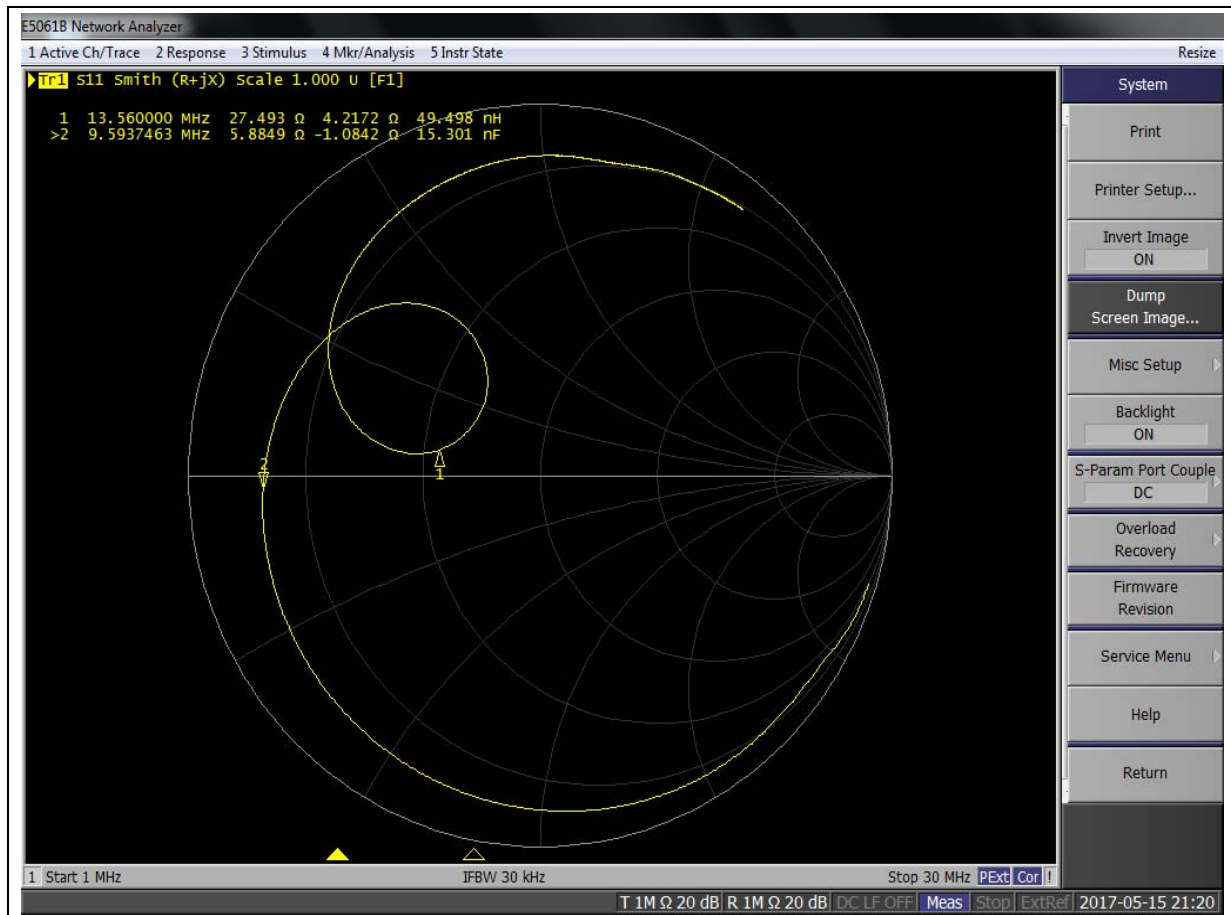 E5061B Network Analyzer
1 Active Ch/Trace 2 Response 3 Stimulus 4 Mkr/Analysis 5 Instr State Resize
Tr1 S11 Smith (R+jX) Scale 1.000 U [F1]
1 13.560000 MHz 27.493 Ω 4.2172 Ω 49.498 nH
>2 9.5937463 MHz 5.8849 Ω -1.0842 Ω 15.301 nF
2
1
System
Print
Printer Setup...
Invert Image
ON
Dump
Screen Image...
Misc Setup
Backlight
ON
S-Param Port Couple
DC
Overload
Recovery
Firmware
Revision
Service Menu
Help
Return
1 Start 1 MHz IFBW 30 kHz Stop 30 MHz PExt Cor !
T 1M Ω 20 dB R 1M Ω 20 dB DC LF OFF Meas Stop ExtRef 2017-05-15 21:20